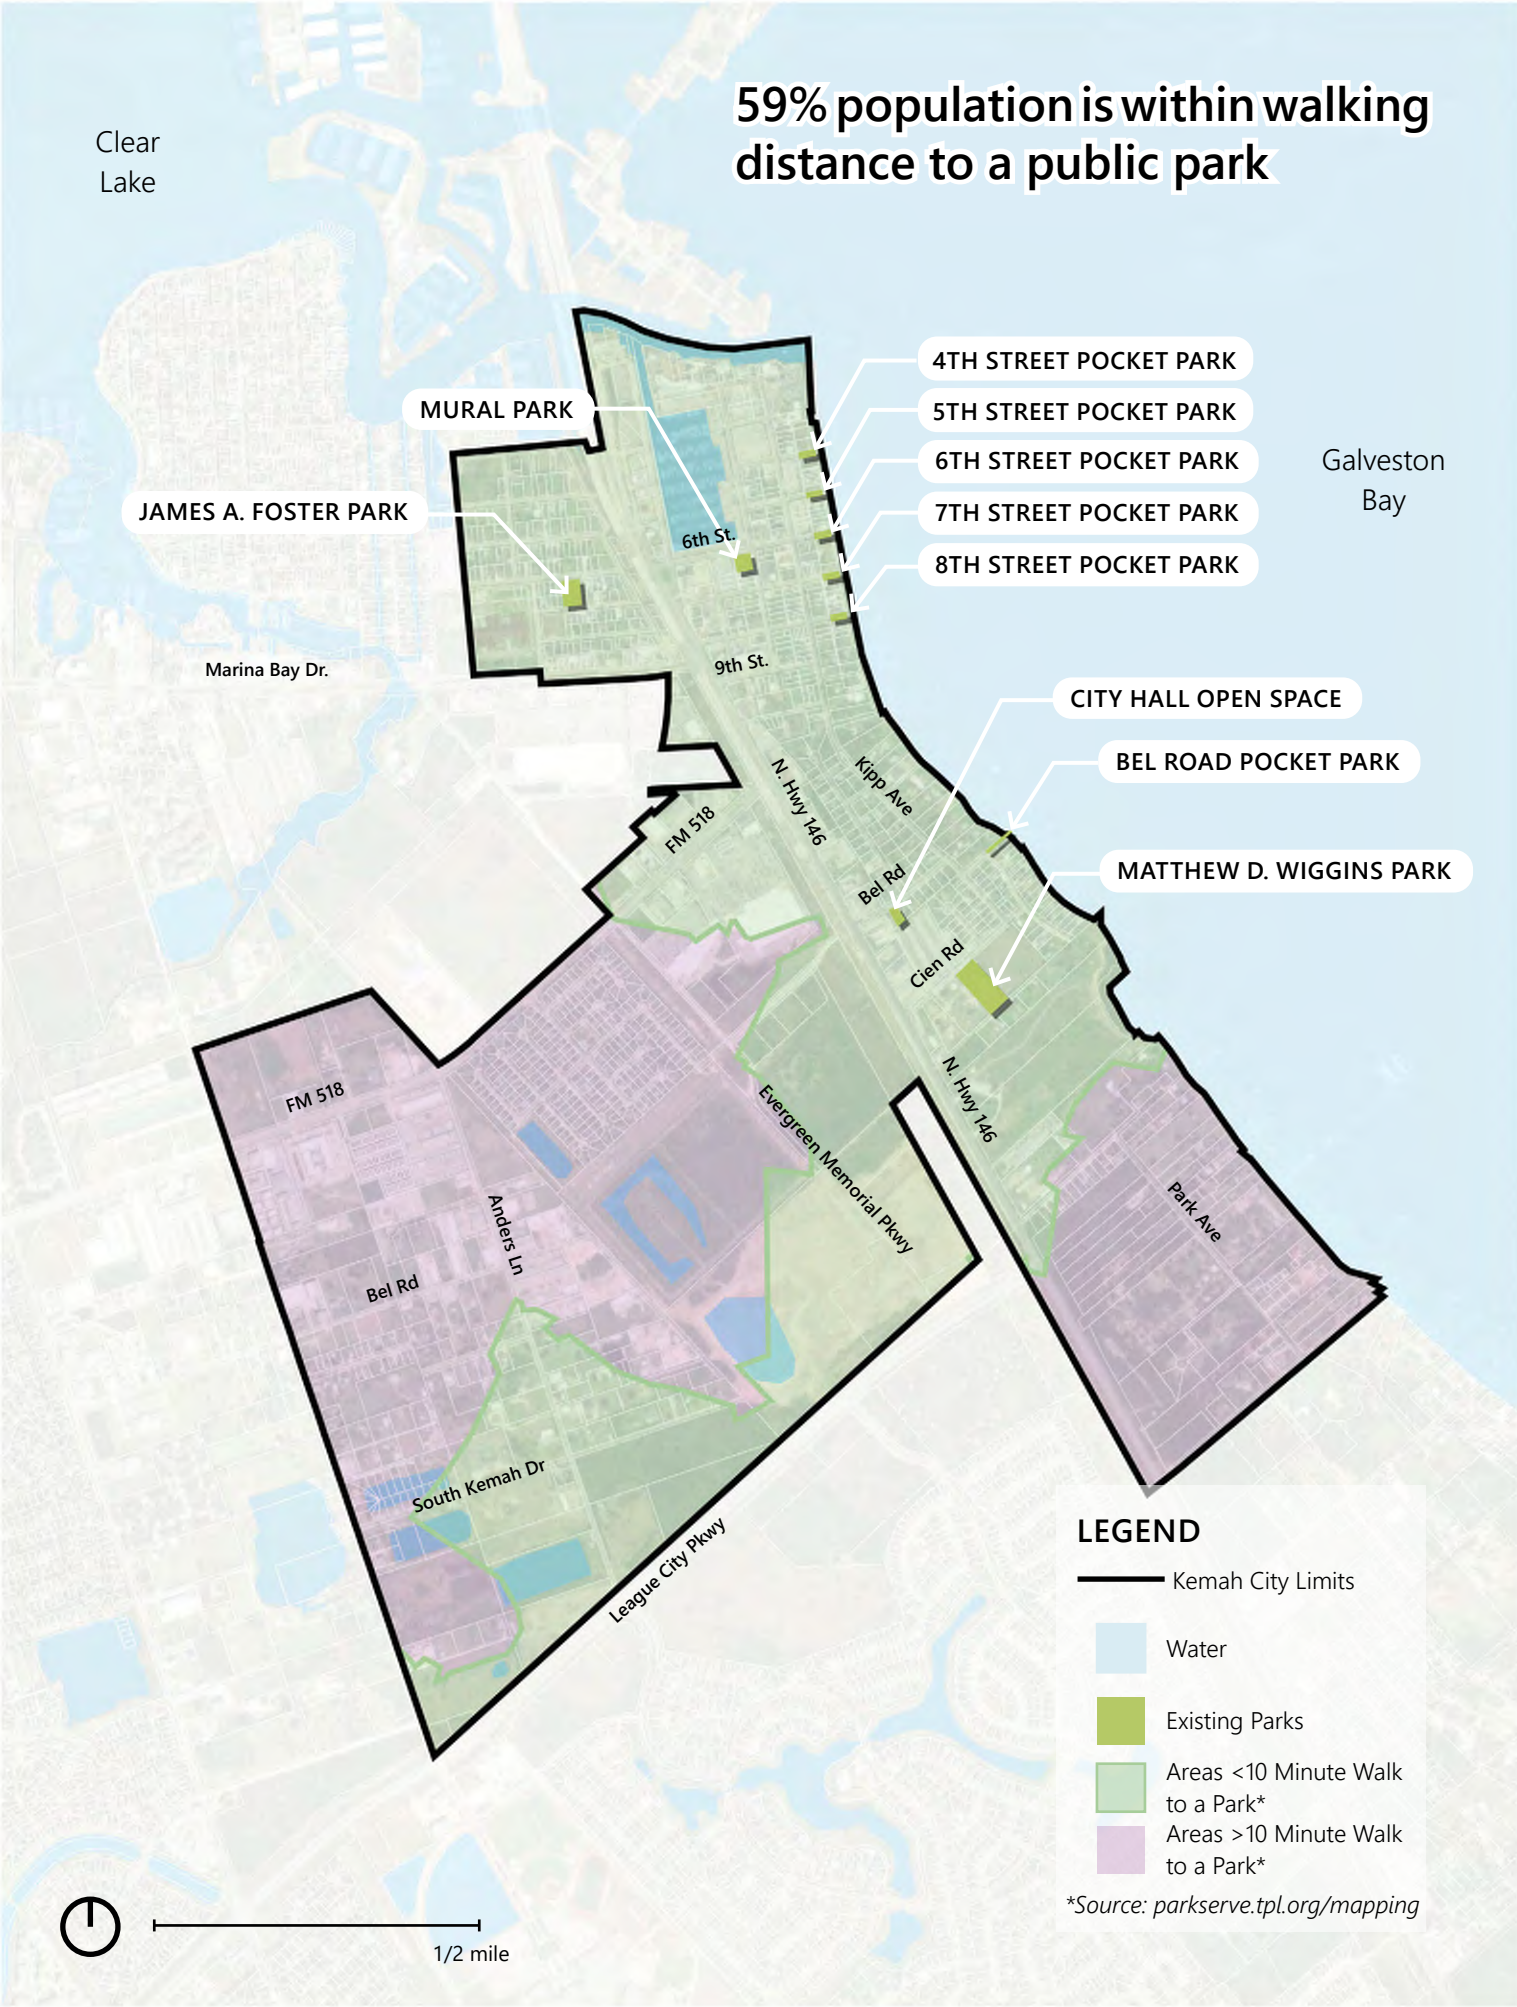 59% population is within walking
distance to a public park
Clear
Lake
4TH STREET POCKET PARK
MURAL PARK
5TH STREET POCKET PARK
6TH STREET POCKET PARK
Galveston
Bay
JAMES A. FOSTER PARK
7TH STREET POCKET PARK
6th St.
8TH STREET POCKET PARK
Marina Bay Dr.
9th St.
CITY HALL OPEN SPACE
BEL ROAD POCKET PARK
Kipp Ave
N. Hwy 146
FM 518
MATTHEW D. WIGGINS PARK
Bel Rd
Cien Rd
FM 518
N. Hwy 146
Evergreen Memorial Pkwy
Park Ave
Anders Ln
Bel Rd
South Kemah Dr
League City Pkwy
LEGEND
Kemah City Limits
Water
Existing Parks
Areas <10 Minute Walk
to a Park*
Areas >10 Minute Walk
to a Park*
*Source: parkserve.tpl.org/mapping
1/2 mile